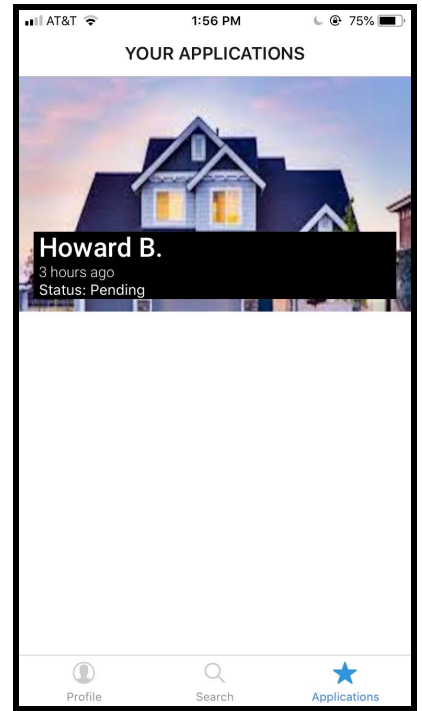 AT&T 1:56 PM 75%
YOUR APPLICATIONS
Howard B.
3 hours ago
Status: Pending
Profile Search Applications